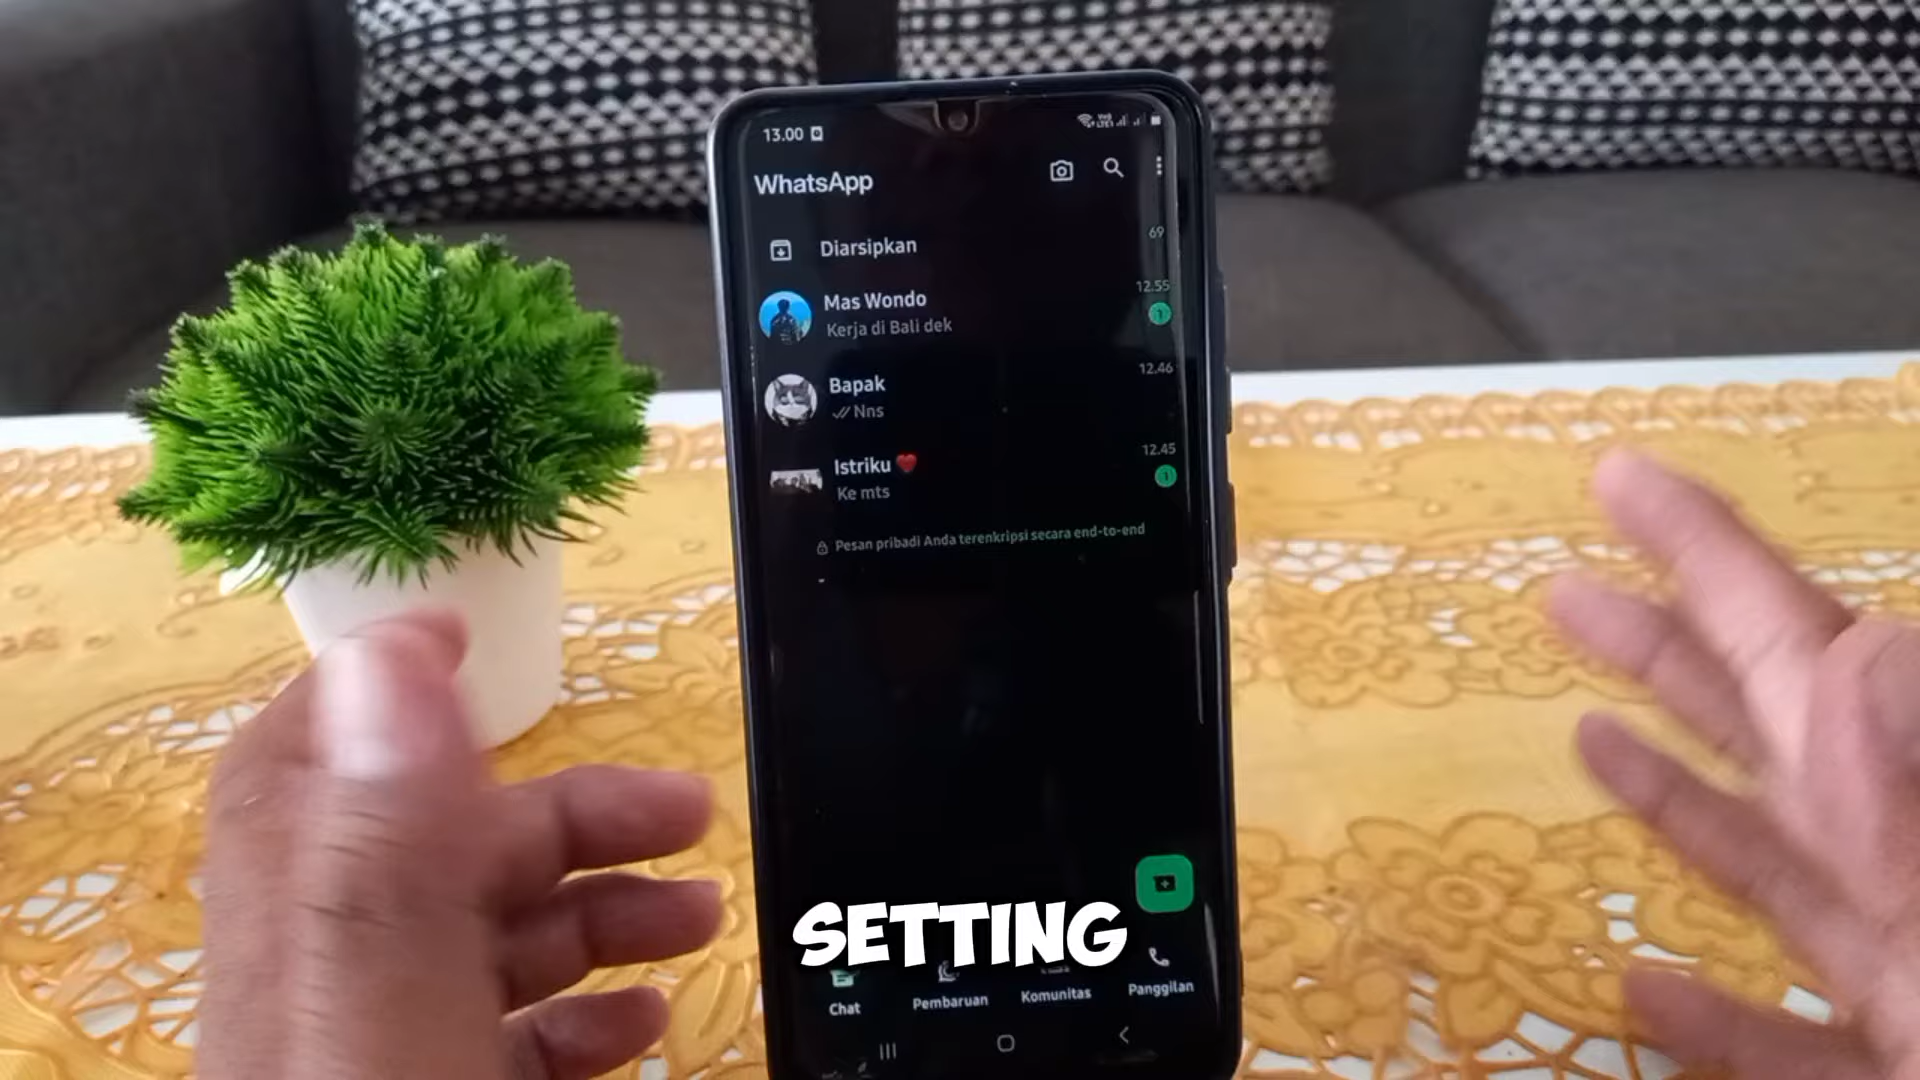 13.00
WhatsApp
Diarsipkan
69
Mas Wondo
12.55
Kerja di Bali dek
1
Bapak
12.46
Nns
Istriku
12.45
Ke mts
1
Pesan pribadi Anda terenkripsi secara end-to-end
SETTING
Chat
Pembaruan
Komunitas
Panggilan